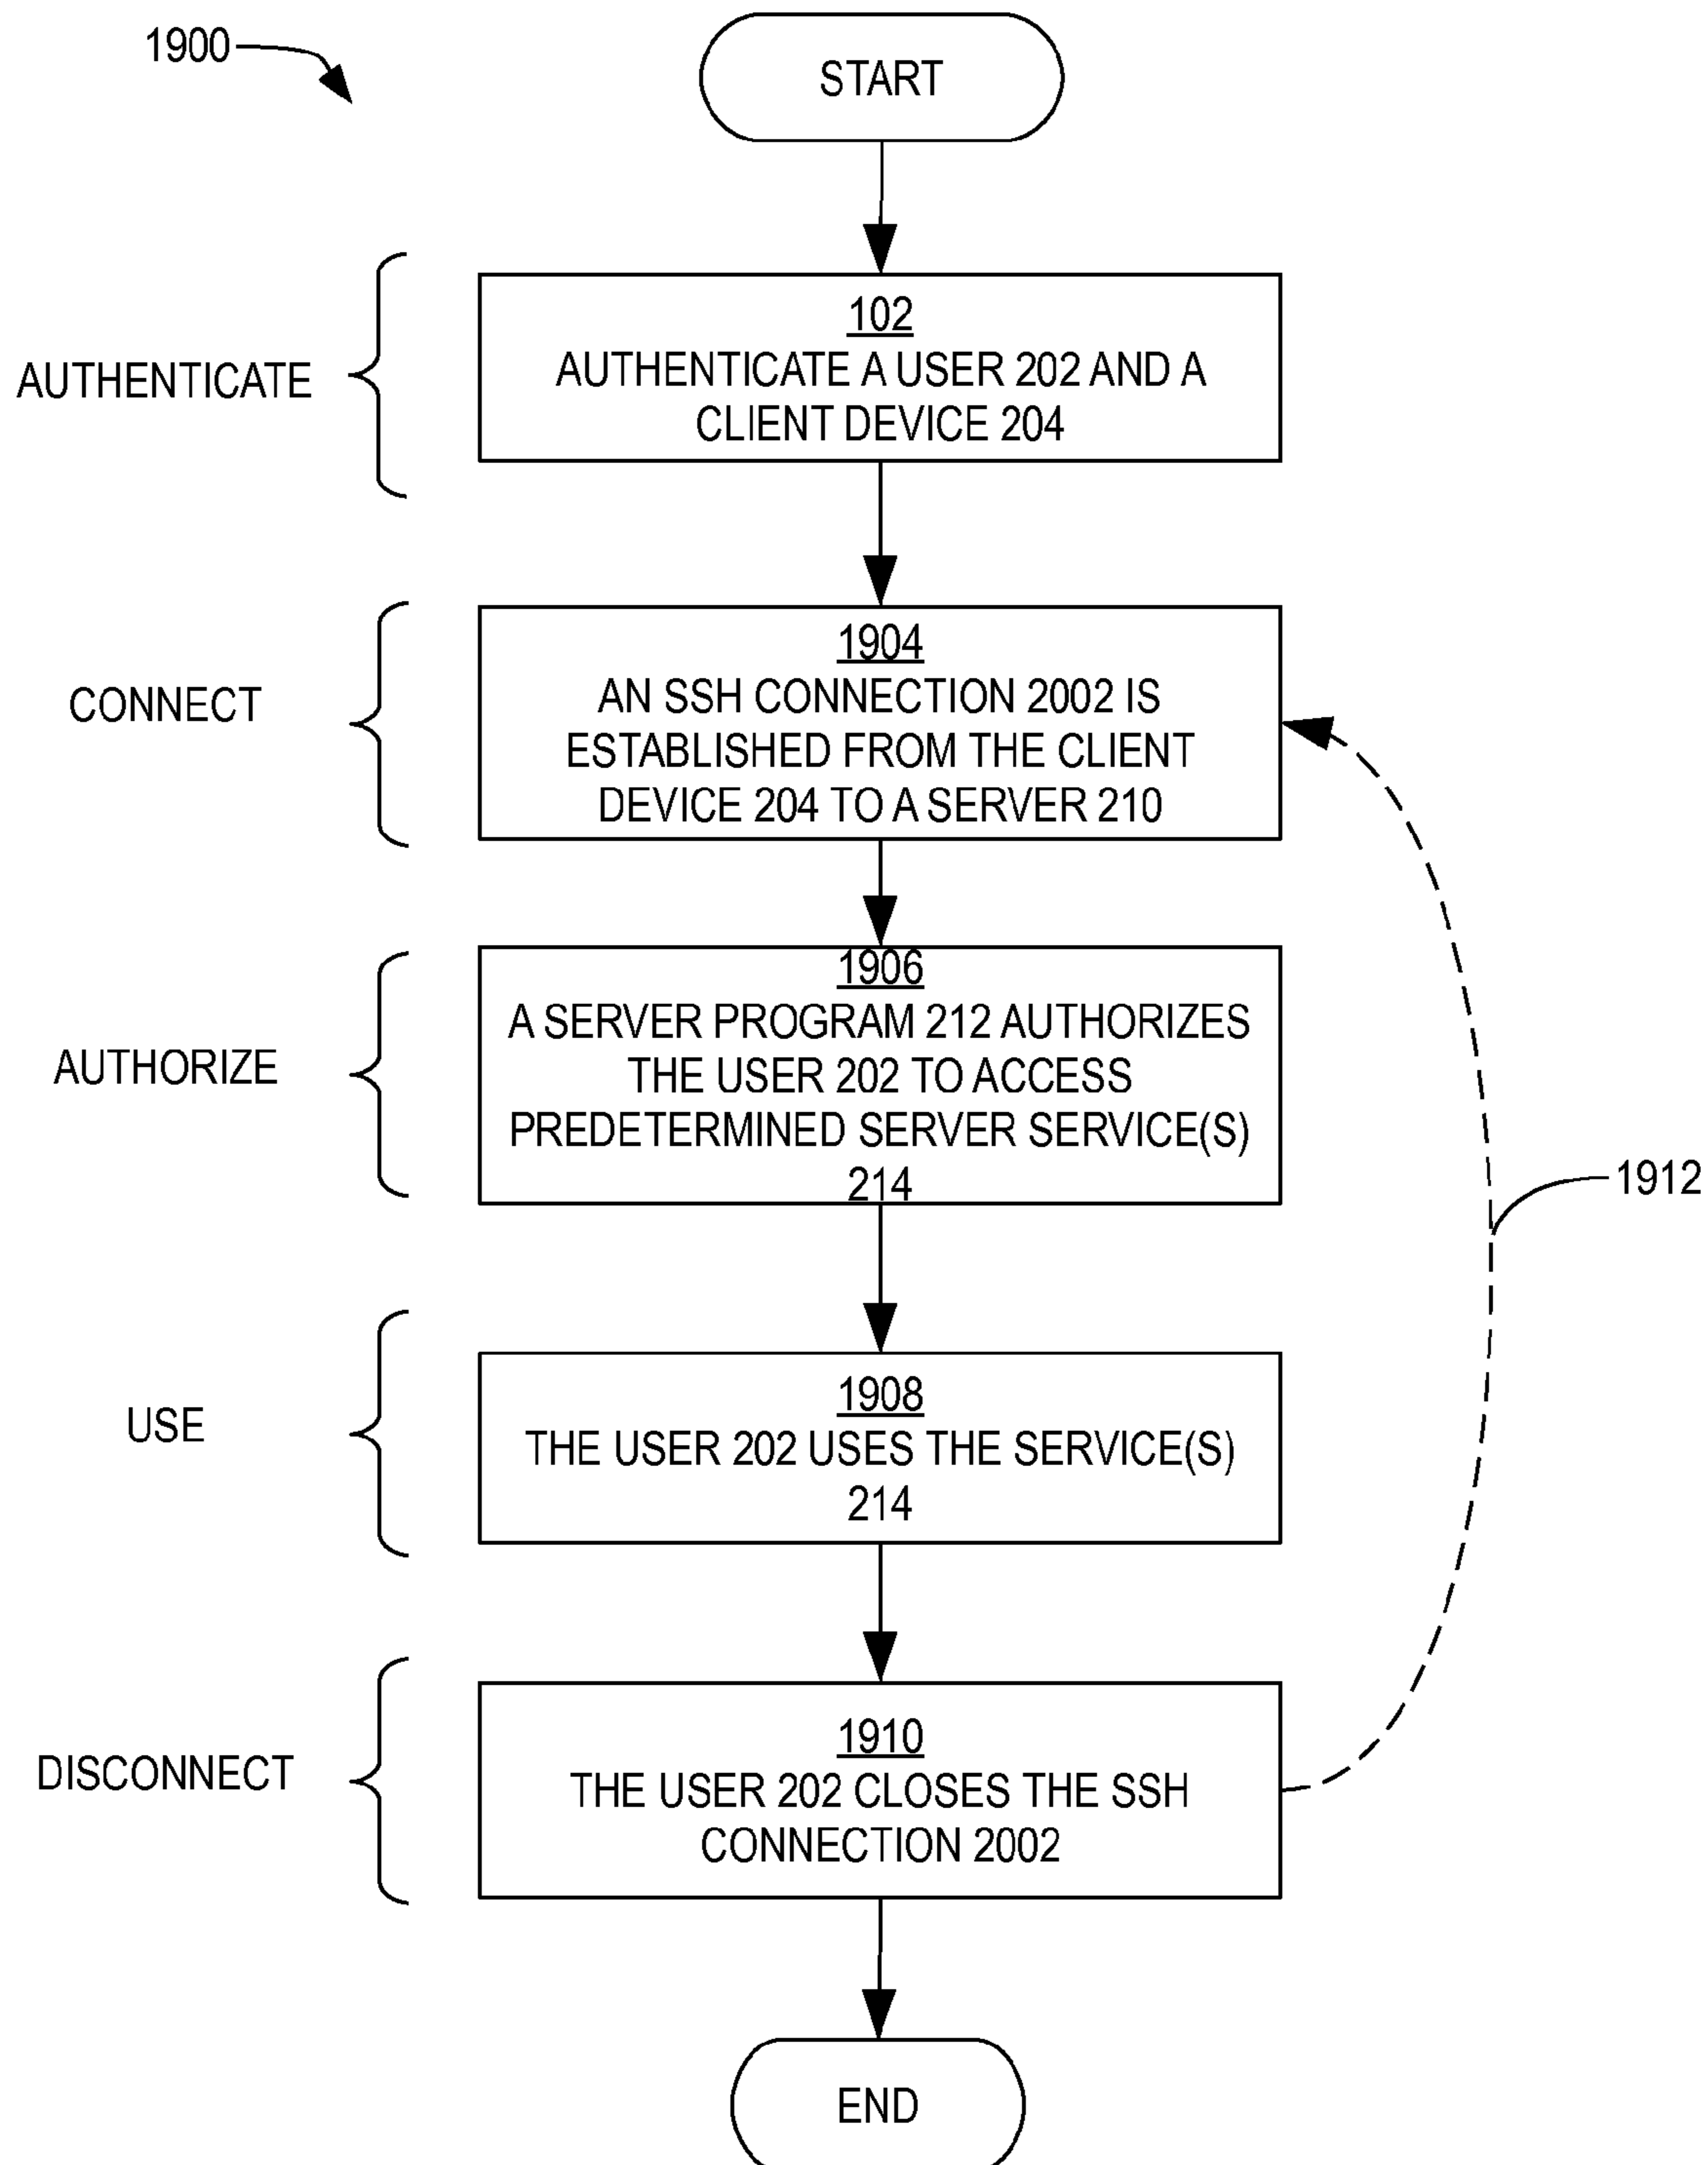 1900
START
AUTHENTICATE
102
AUTHENTICATE A USER 202 AND A
CLIENT DEVICE 204
CONNECT
1904
AN SSH CONNECTION 2002 IS
ESTABLISHED FROM THE CLIENT
DEVICE 204 TO A SERVER 210
AUTHORIZE
1906
A SERVER PROGRAM 212 AUTHORIZES
THE USER 202 TO ACCESS
PREDETERMINED SERVER SERVICE(S)
214
1912
USE
1908
THE USER 202 USES THE SERVICE(S)
214
DISCONNECT
1910
THE USER 202 CLOSES THE SSH
CONNECTION 2002
END